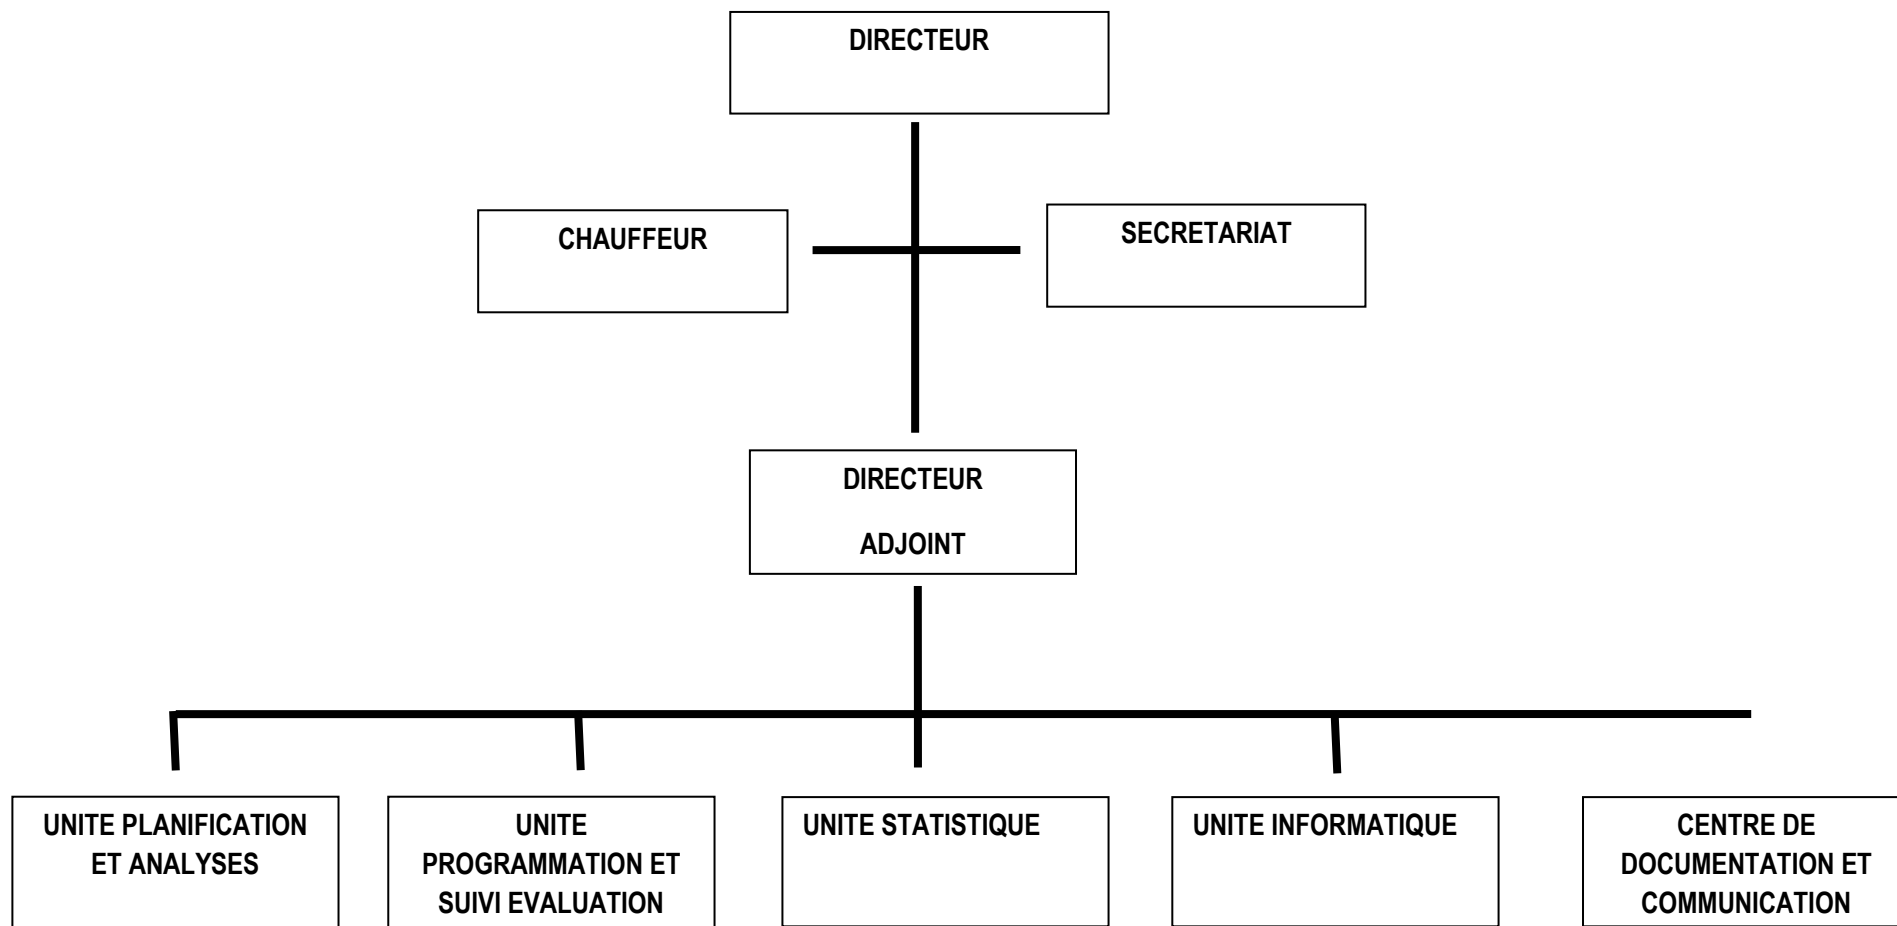 DIRECTEUR
CHAUFFEUR
SECRETARIAT
DIRECTEUR
ADJOINT
UNITE PLANIFICATION
ET ANALYSES
UNITE
PROGRAMMATION ET
SUIVI EVALUATION
UNITE STATISTIQUE
UNITE INFORMATIQUE
CENTRE DE
DOCUMENTATION ET
COMMUNICATION